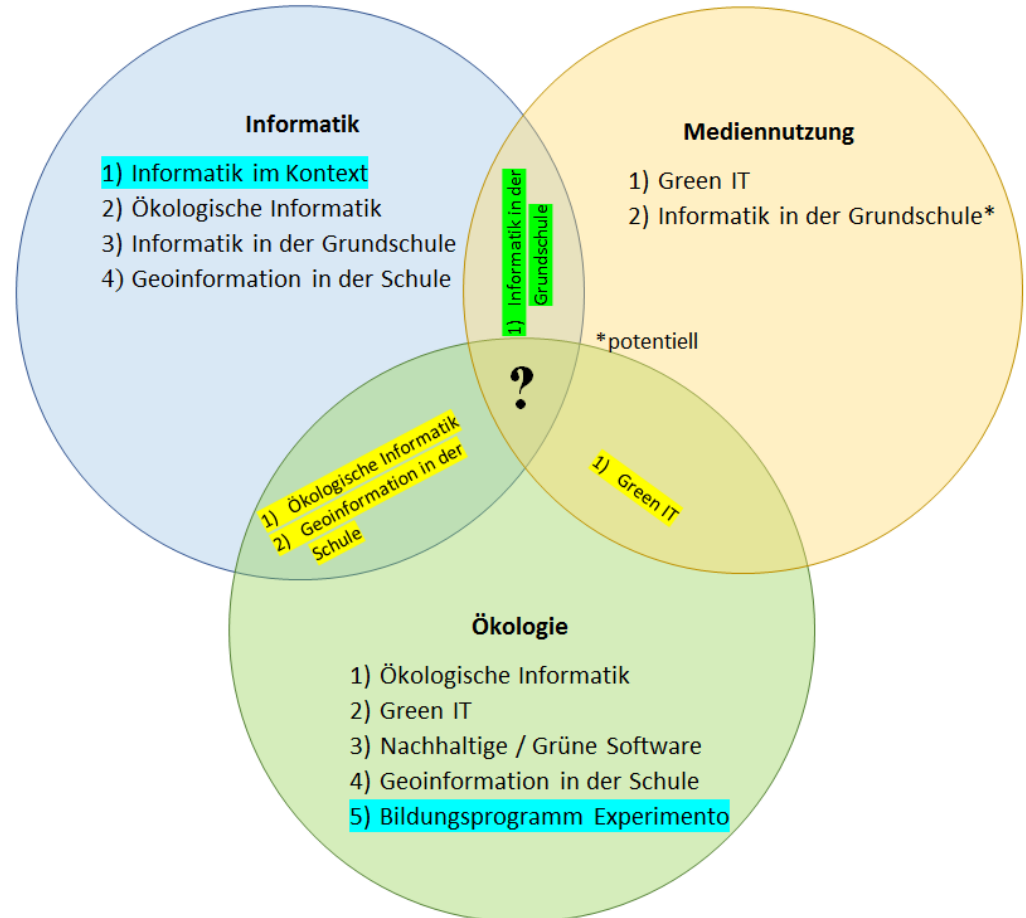 Informatik
1) Informatik im Kontext
2) Ökologische Informatik
3) Informatik in der Grundschule
4) Geoinformation in der Schule
Mediennutzung
1) Green IT
2) Informatik in der Grundschule*
1) Informatik in der
Grundschule
*potentiell
?
1) Ökologische Informatik
2) Geoinformation in der
Schule
1) Green IT
Ökologie
1) Ökologische Informatik
2) Green IT
3) Nachhaltige / Grüne Software
4) Geoinformation in der Schule
5) Bildungsprogramm Experimento